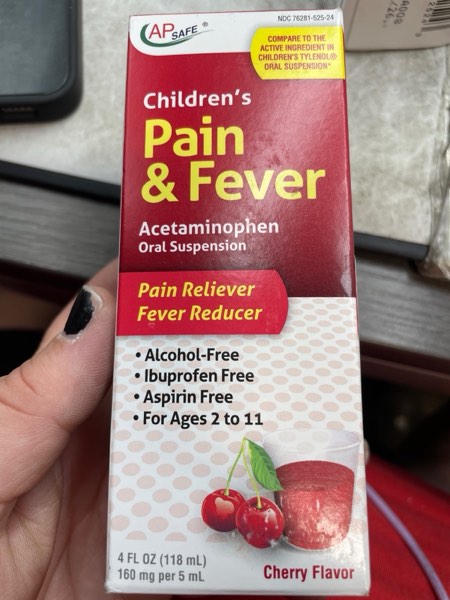 AP SAFE®
NDC 76281-525-24
COMPARE TO THE
ACTIVE INGREDIENT IN
CHILDREN'S TYLENOL®
ORAL SUSPENSION*
Children's
Pain
& Fever
Acetaminophen
Oral Suspension
Pain Reliever
Fever Reducer
• Alcohol-Free
• Ibuprofen Free
• Aspirin Free
• For Ages 2 to 11
4 FL OZ (118 mL)
160 mg per 5 mL
Cherry Flavor